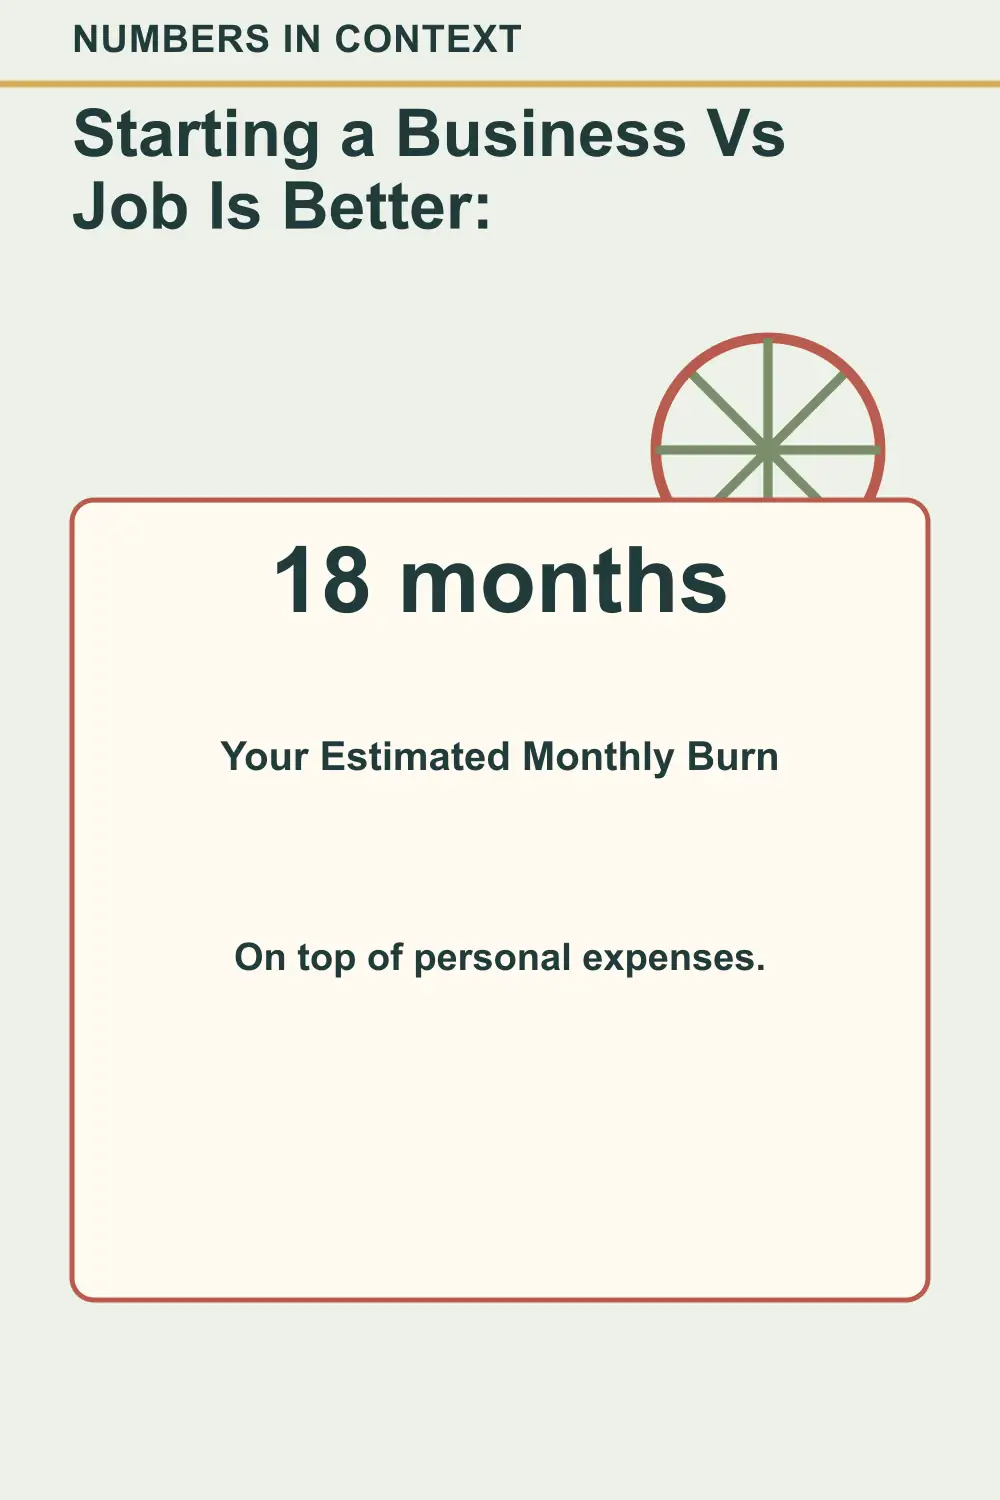 NUMBERS IN CONTEXT
Starting a Business Vs
Job Is Better:
18 months
Your Estimated Monthly Burn
On top of personal expenses.